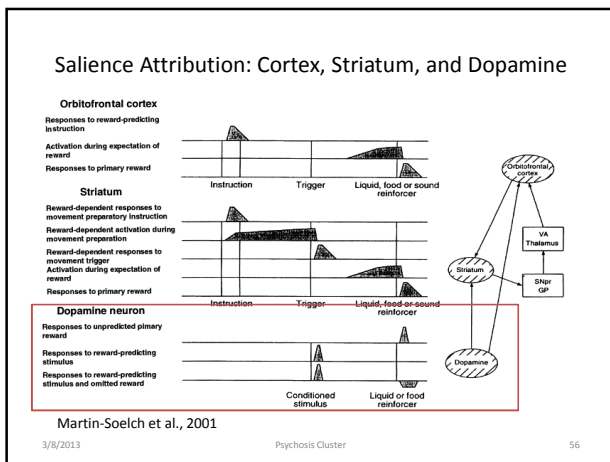 Salience Attribution: Cortex, Striatum, and Dopamine
Orbitofrontal cortex
Responses to reward-predicting
instruction
Activation during expectation of
reward
Responses to primary reward
Instruction Trigger Liquid, food or sound
reinforcer
Striatum
Reward-dependent responses to
movement preparatory instruction
Reward-dependent activation during
movement preparation
Reward-dependent responses to
movement trigger
Activation during expectation of
reward
Responses to primary reward
Instruction Trigger Liquid, food or sound
reinforcer
Dopamine neuron
Responses to unpredicted pimary
reward
Responses to reward-predicting
stimulus
Responses to reward-predicting
stimulus and omitted reward
Conditioned
stimulus
Liquid or food
reinforcer
Orbitofrontal
cortex
VA
Thalamus
Striatum
SNpr
GP
Dopamine
Martin-Soelch et al., 2001
3/8/2013 Psychosis Cluster 56